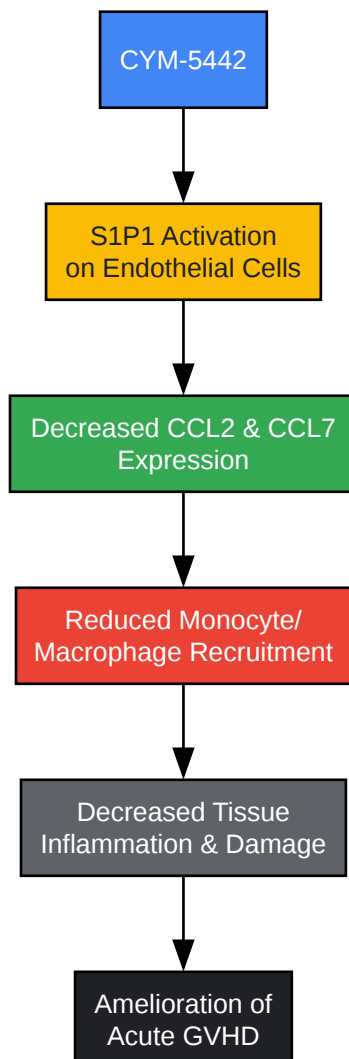 CYM-5442
S1P1 Activation
on Endothelial Cells
Decreased CCL2 & CCL7
Expression
Reduced Monocyte/
Macrophage Recruitment
Decreased Tissue
Inflammation & Damage
Amelioration of
Acute GVHD